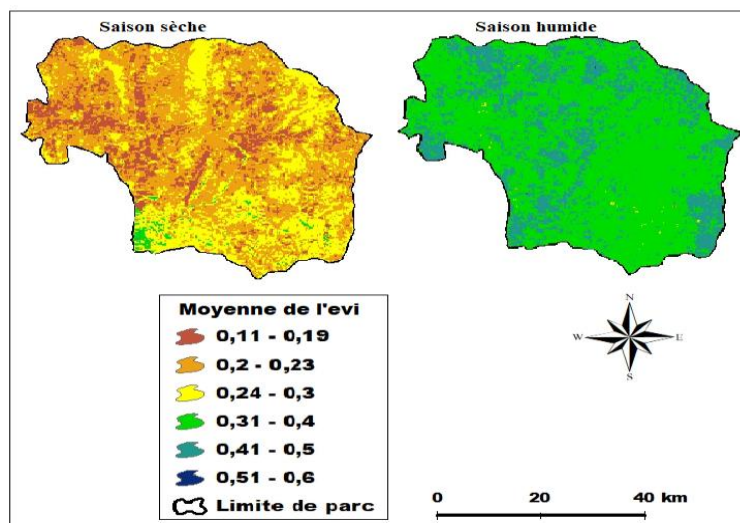 Saison sèche
Saison humide
Moyenne de l'evi
0,11 - 0,19
0,2 - 0,23
0,24 - 0,3
0,31 - 0,4
0,41 - 0,5
0,51 - 0,6
Limite de parc
N
W E
S
0 20 40 km